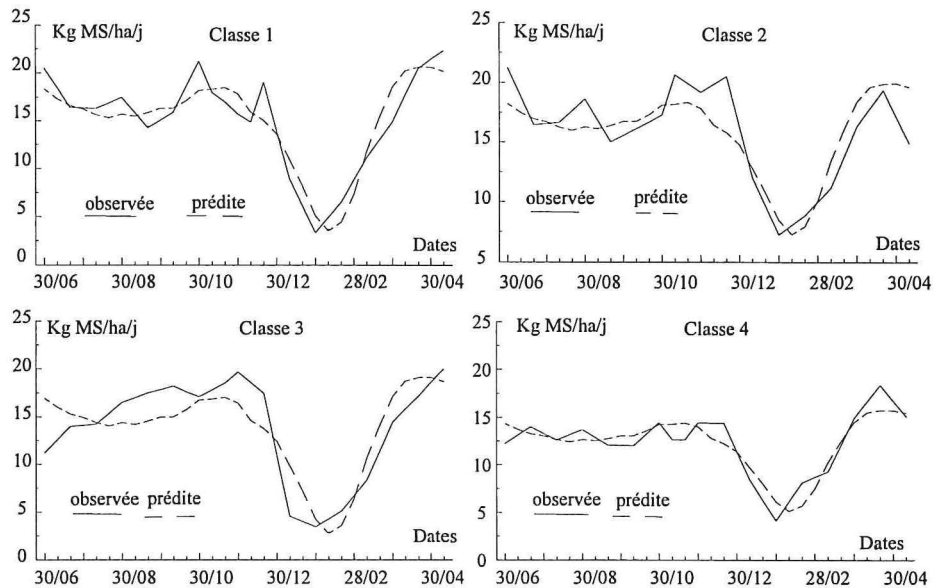 25
Kg MS/ha/j
Classe 1
20
15
10
observée
prédite
5
0
Dates
30/06
30/08
30/10
30/12
28/02
30/04
25
Kg MS/ha/j
Classe 2
20
15
10
observée
prédite
5
Dates
30/06
30/08
30/10
30/12
28/02
30/04
25
Kg MS/ha/j
Classe 3
20
15
10
observée
prédite
5
0
Dates
30/06
30/08
30/10
30/12
28/02
30/04
25
Kg MS/ha/j
Classe 4
20
15
10
observée
prédite
5
0
Dates
30/06
30/08
30/10
30/12
28/02
30/04